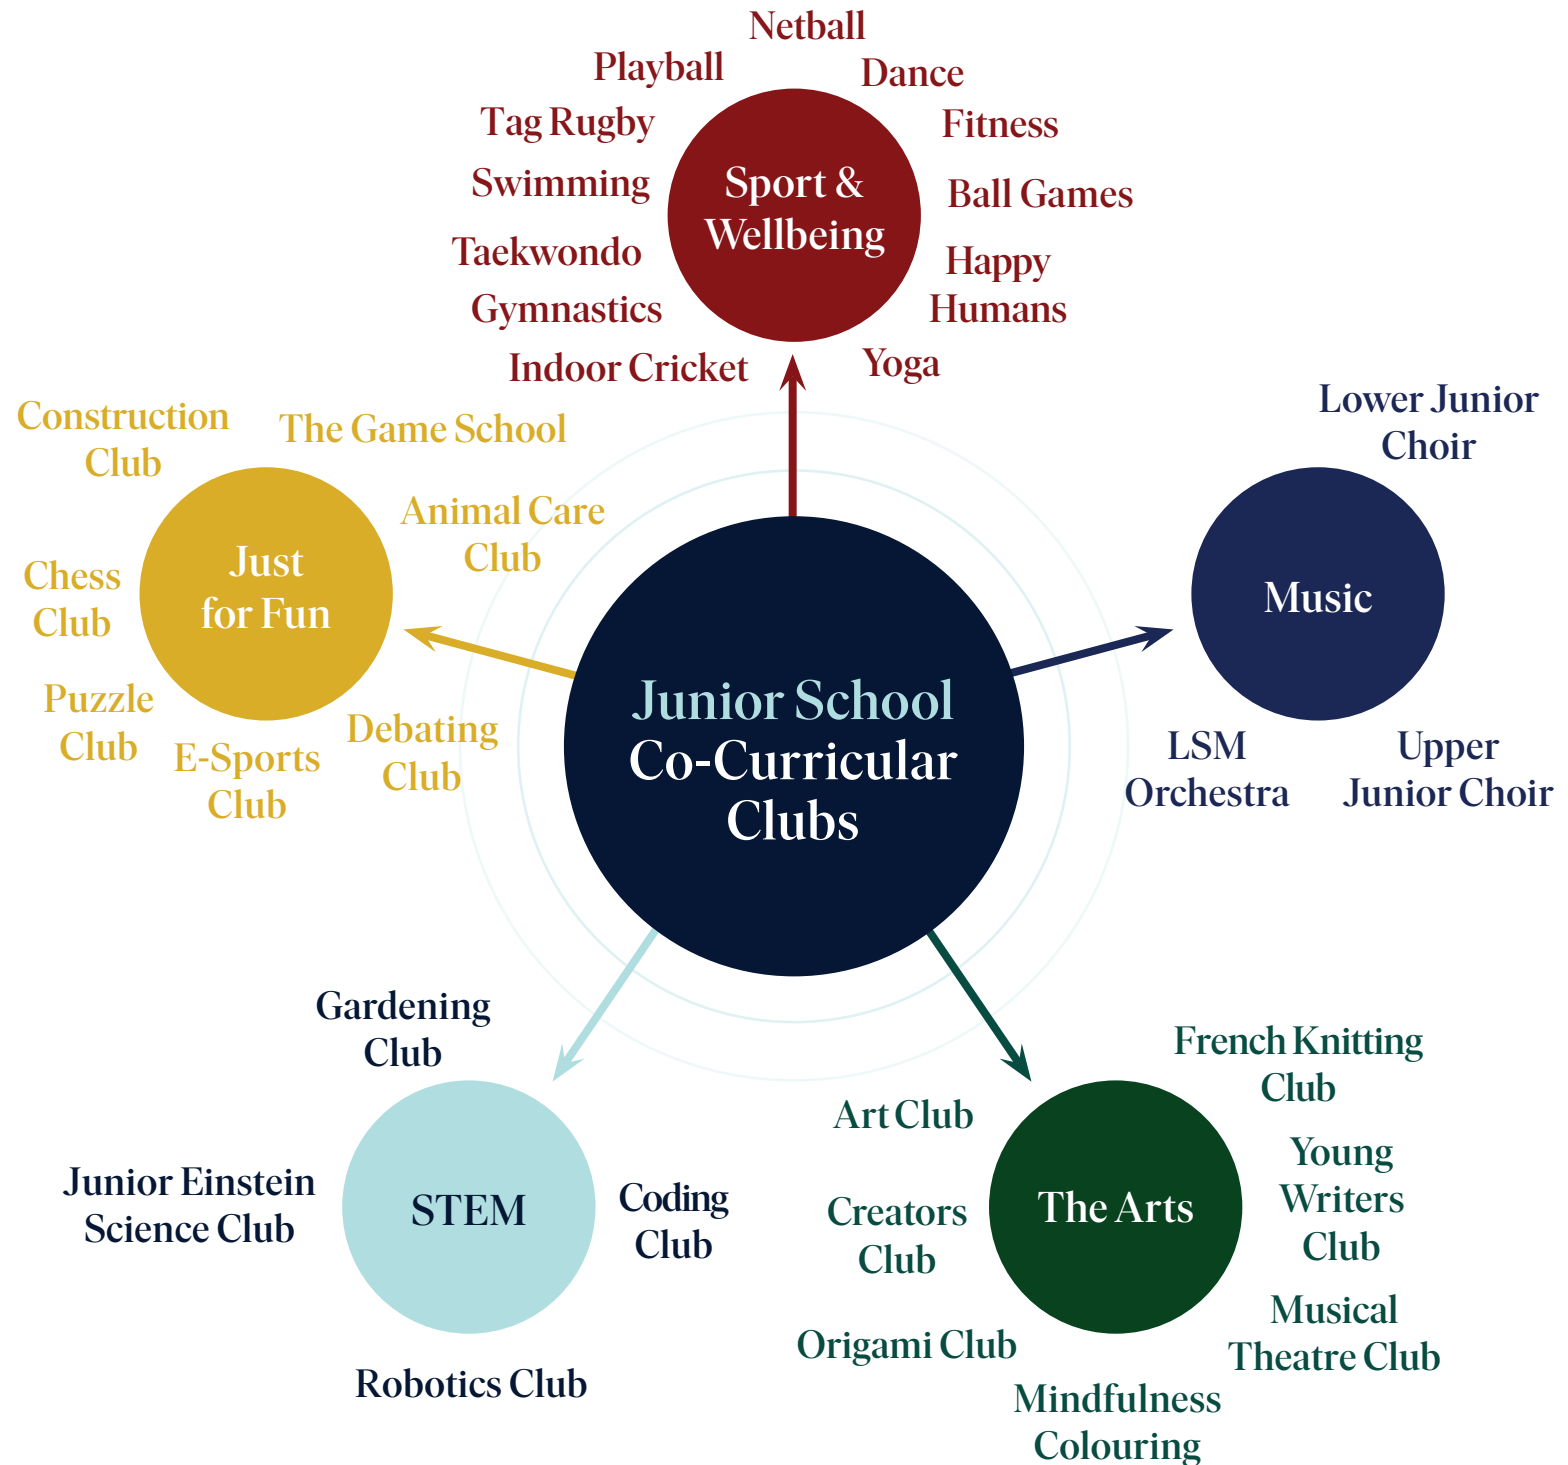 Netball
Playball
Dance
Tag Rugby
Fitness
Swimming
Ball Games
Taekwondo
Happy
Humans
Gymnastics
Indoor Cricket
Yoga
Sport &
Wellbeing
Construction
Club
The Game School
Animal Care
Club
Chess
Club
Just
for Fun
Puzzle
Club
E-Sports
Club
Debating
Club
Lower Junior
Choir
Music
LSM
Orchestra
Upper
Junior Choir
Junior School
Co-Curricular
Clubs
Gardening
Club
Junior Einstein
Science Club
STEM
Coding
Club
Robotics Club
French Knitting
Club
Art Club
Young
Writers
Club
Creators
Club
The Arts
Musical
Theatre Club
Origami Club
Mindfulness
Colouring